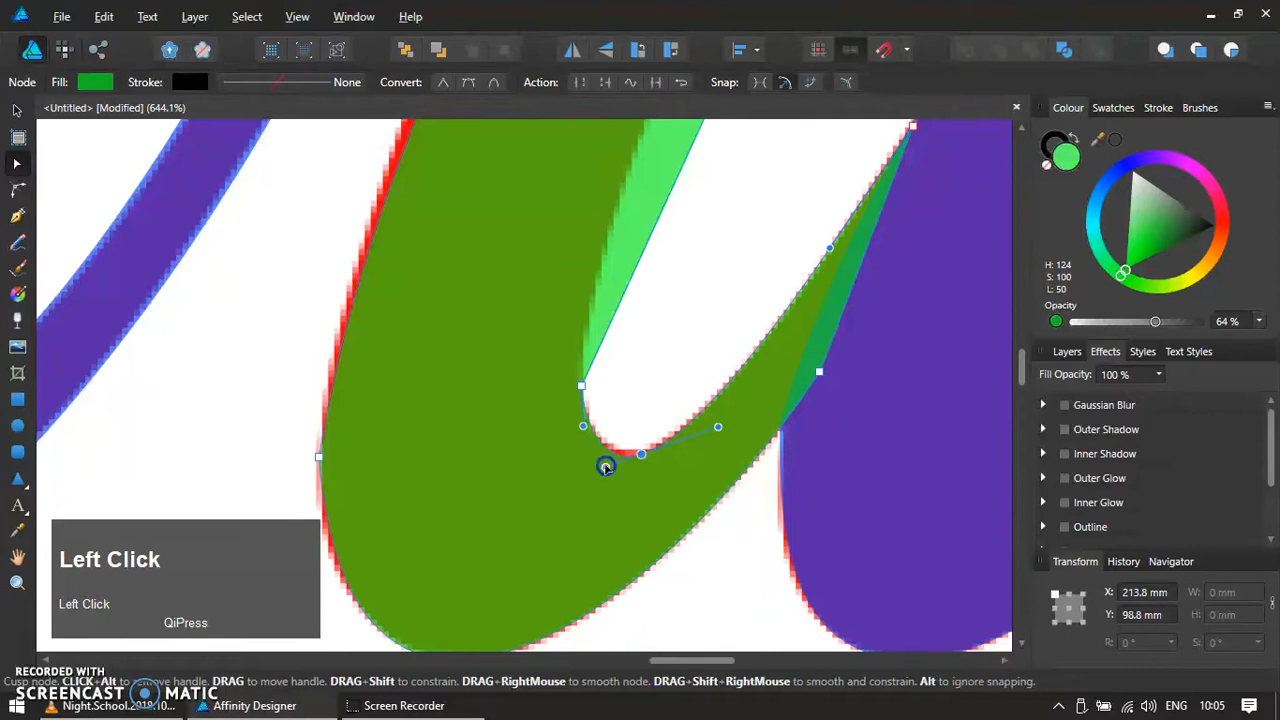 File Edit Text Layer Select View Window Help
Node Fill: Stroke: None Convert: Action: Snap:
<Untitled> [Modified] (644.1%)
Colour Swatches Stroke Brushes
H: 124
S: 100
L: 50
Opacity
64 %
Layers Effects Styles Text Styles
Fill Opacity: 100 %
Gaussian Blur
Outer Shadow
Inner Shadow
Outer Glow
Inner Glow
Outline
Transform History Navigator
X: 213.8 mm W: 0 mm
Y: 98.8 mm H: 0 mm
R: 0 ° S: 0 °
Left Click
Left Click
QiPress
RECORDED WITH
SCREENCAST MATIC
Cusp node. CLICK+Alt to remove handle. DRAG to move handle. DRAG+Shift to constrain. DRAG+RightMouse to smooth node. DRAG+Shift+RightMouse to smooth and constrain. Alt to ignore snapping.
Night.School.2018.10... Affinity Designer Screen Recorder ENG 10:05